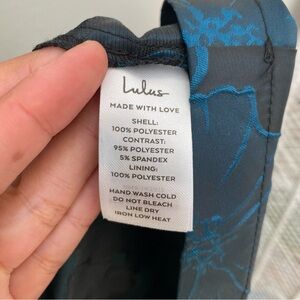 Lulus
MADE WITH LOVE
SHELL:
100% POLYESTER
CONTRAST:
95% POLYESTER
5% SPANDEX
LINING:
100% POLYESTER
HAND WASH COLD
DO NOT BLEACH
LINE DRY
IRON LOW HEAT